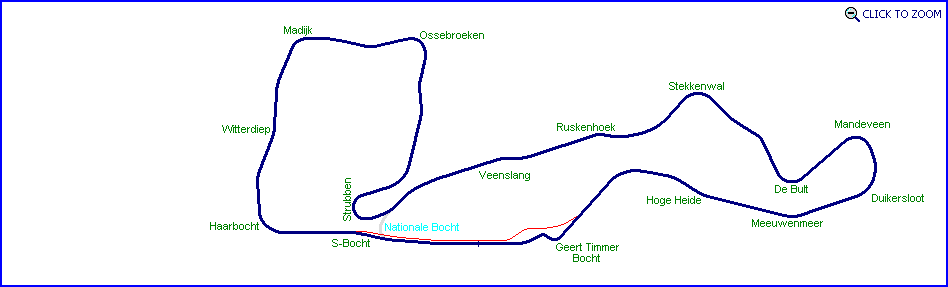 CLICK TO ZOOM
Madijk
Ossebroeken
Stekkenwal
Ruskenhoek
Mandeveen
Witterdiep
Veenslang
De Bult
Strubben
Hoge Heide
Duikersloot
Haarbocht
Nationale Bocht
Meeuwenmeer
S-Bocht
Geert Timmer
Bocht